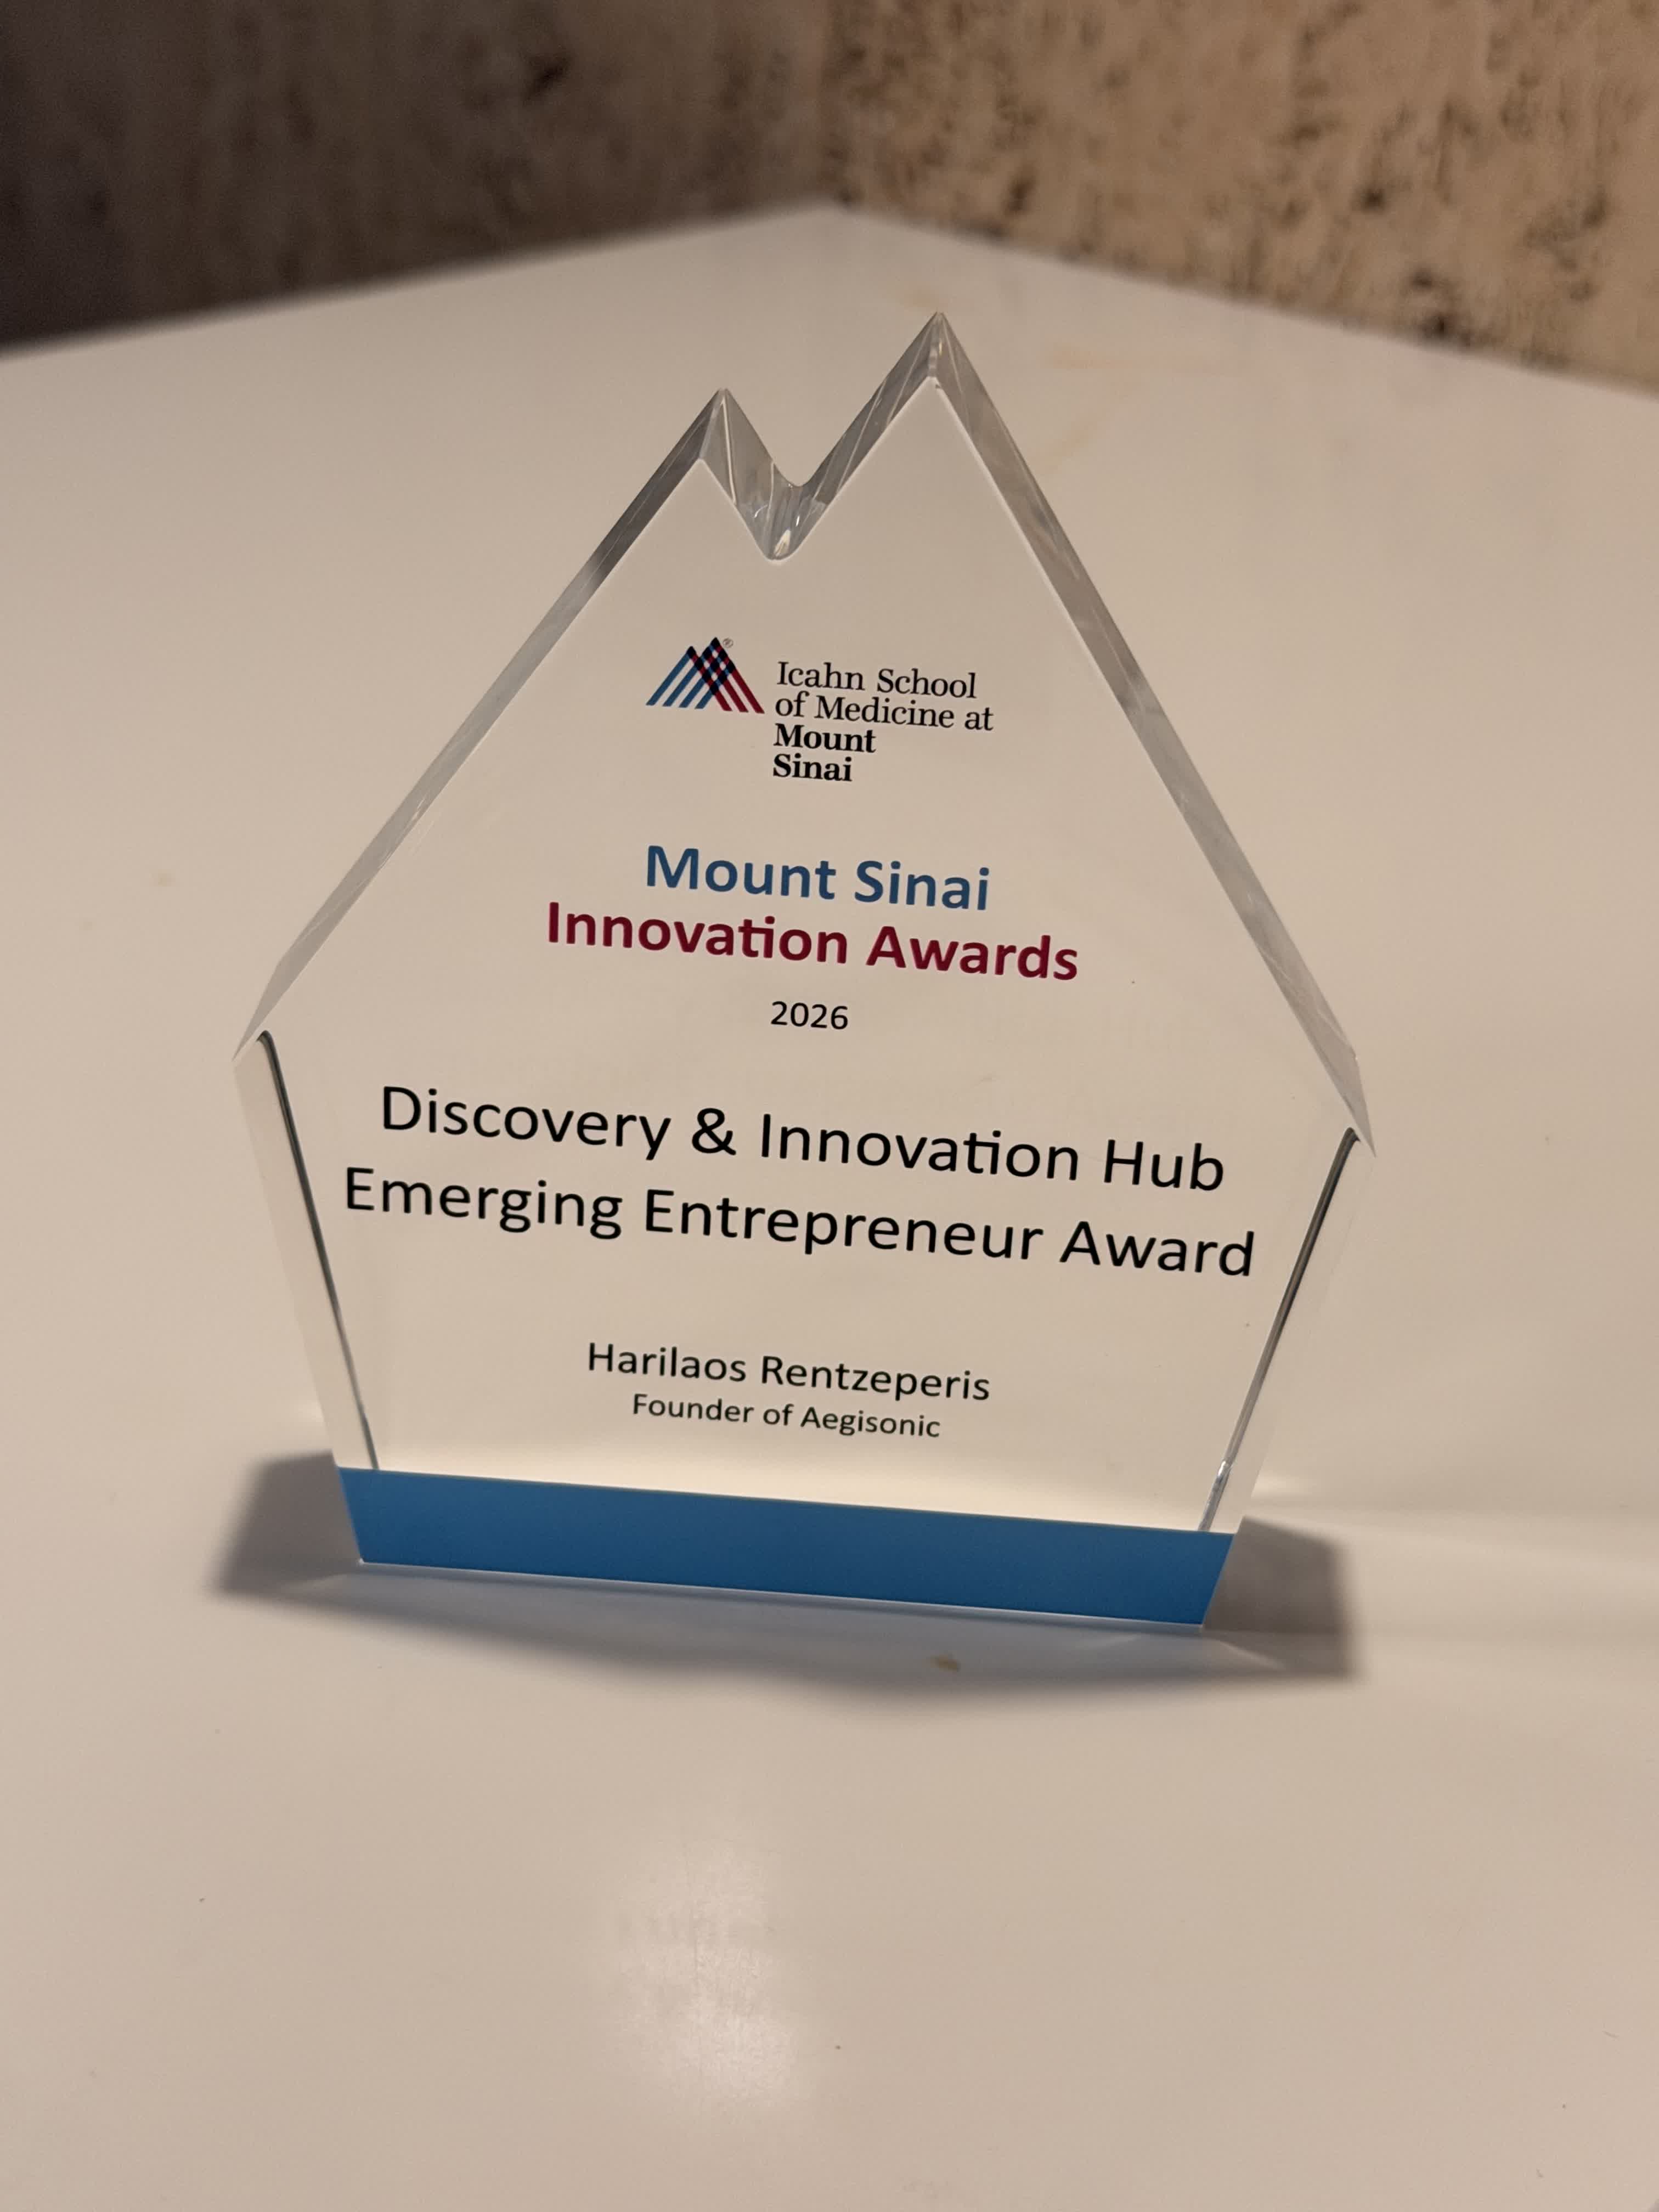 Icahn School
of Medicine at
Mount
Sinai
Mount Sinai
Innovation Awards
2026
Discovery & Innovation Hub
Emerging Entrepreneur Award
Harilaos Rentzeperis
Founder of Aegisonic